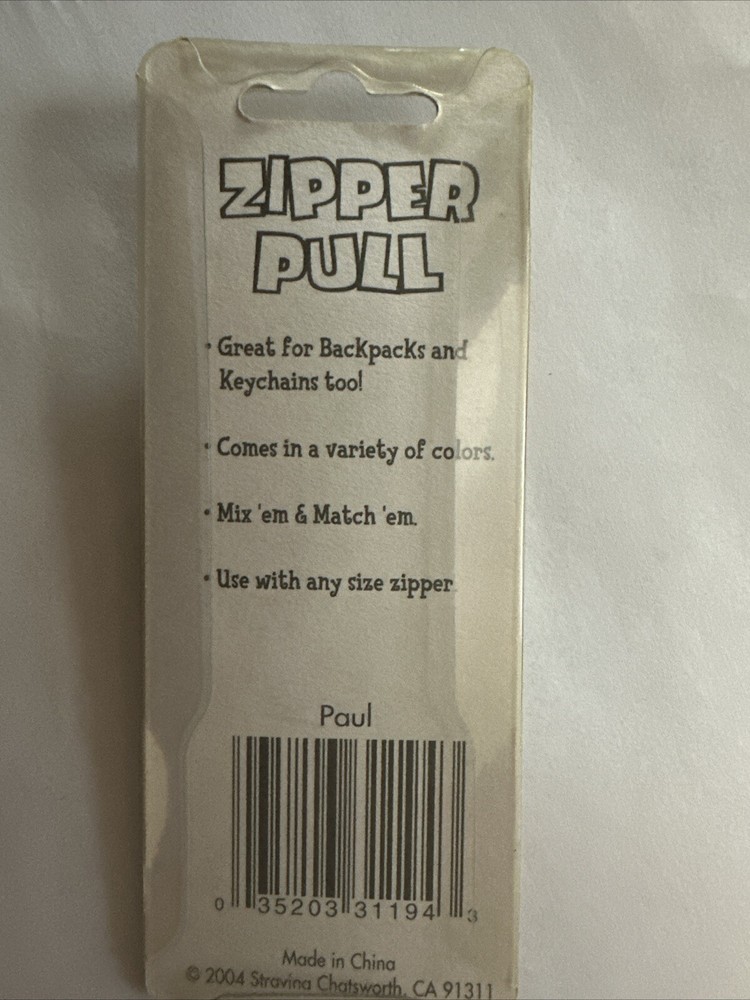 ZIPPER
PULL
• Great for Backpacks and
Keychains too!
• Comes in a variety of colors.
• Mix 'em & Match 'em.
• Use with any size zipper
Paul
0 35203 31194 3
Made in China
© 2004 Stravina Chatsworth, CA 91311